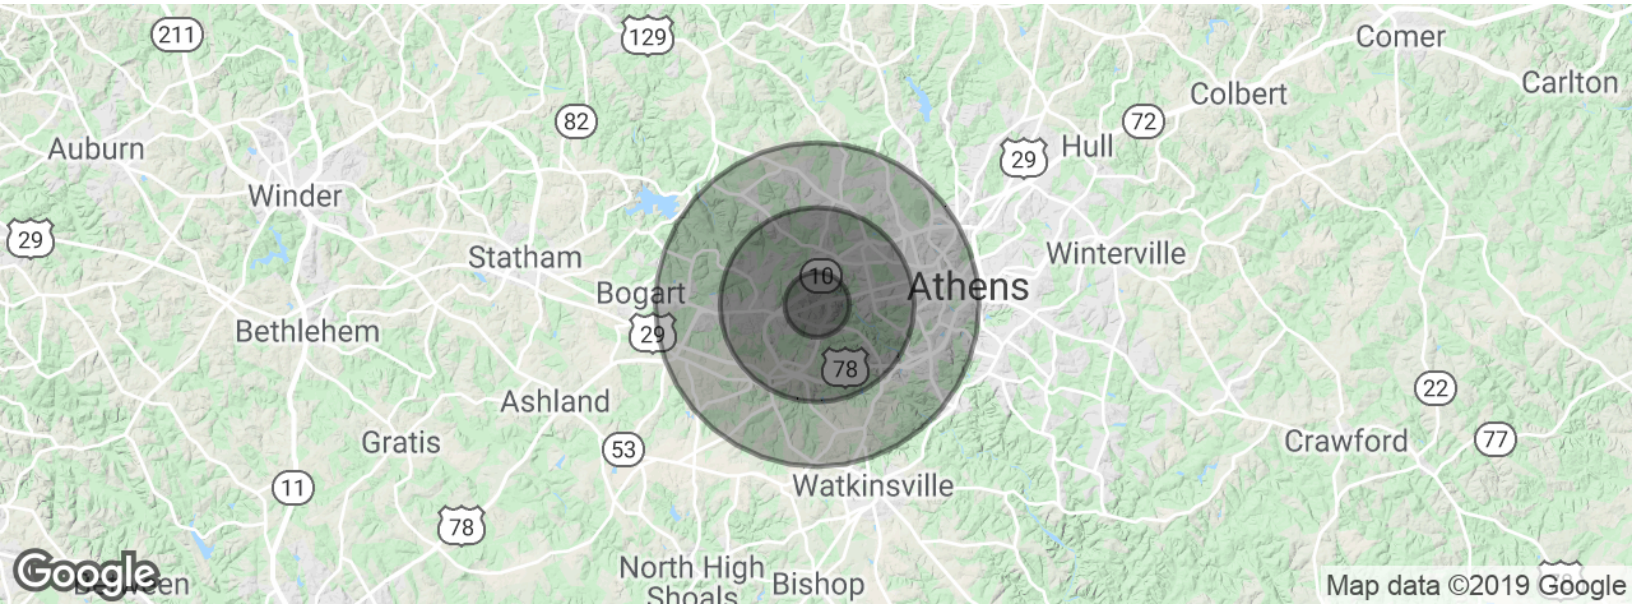 211
129
Comer
Carlton
Colbert
82
72
Auburn
Hull
29
Winder
29
Statham
Winterville
10
Bogart
Athens
Bethlehem
29
78
Ashland
22
Gratis
53
Crawford
77
11
Watkinsville
78
North High
Shoals
Bishop
Google
Between
Map data ©2019 Google